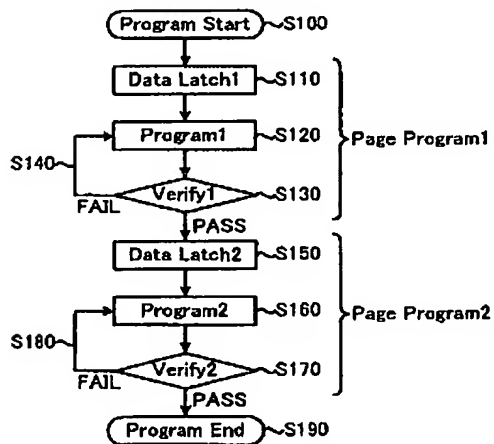 Program Start S100
Data Latch1 S110
Program1 S120
Page Program1
S140
Verify1 S130
FAIL
PASS
Data Latch2 S150
Program2 S160
Page Program2
S180
Verify2 S170
FAIL
PASS
Program End S190